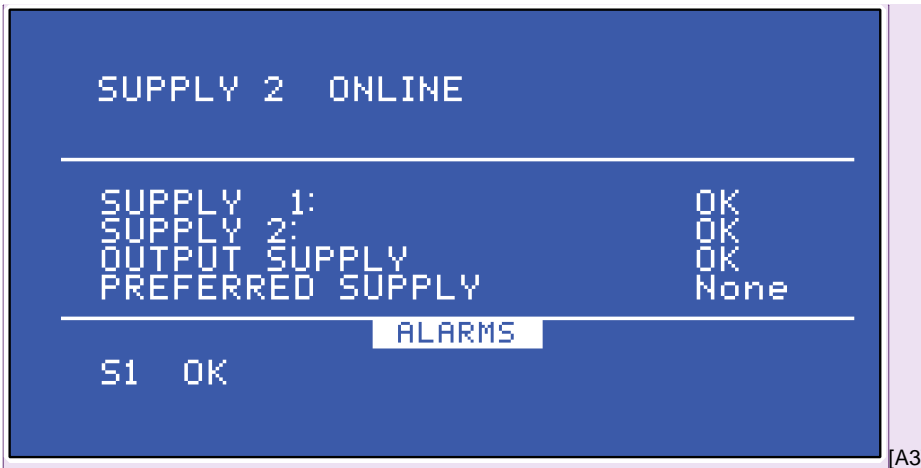 SUPPLY 2 ONLINE
SUPPLY 1: OK
SUPPLY 2: OK
OUTPUT SUPPLY OK
PREFERRED SUPPLY None
ALARMS
S1 OK
[A3